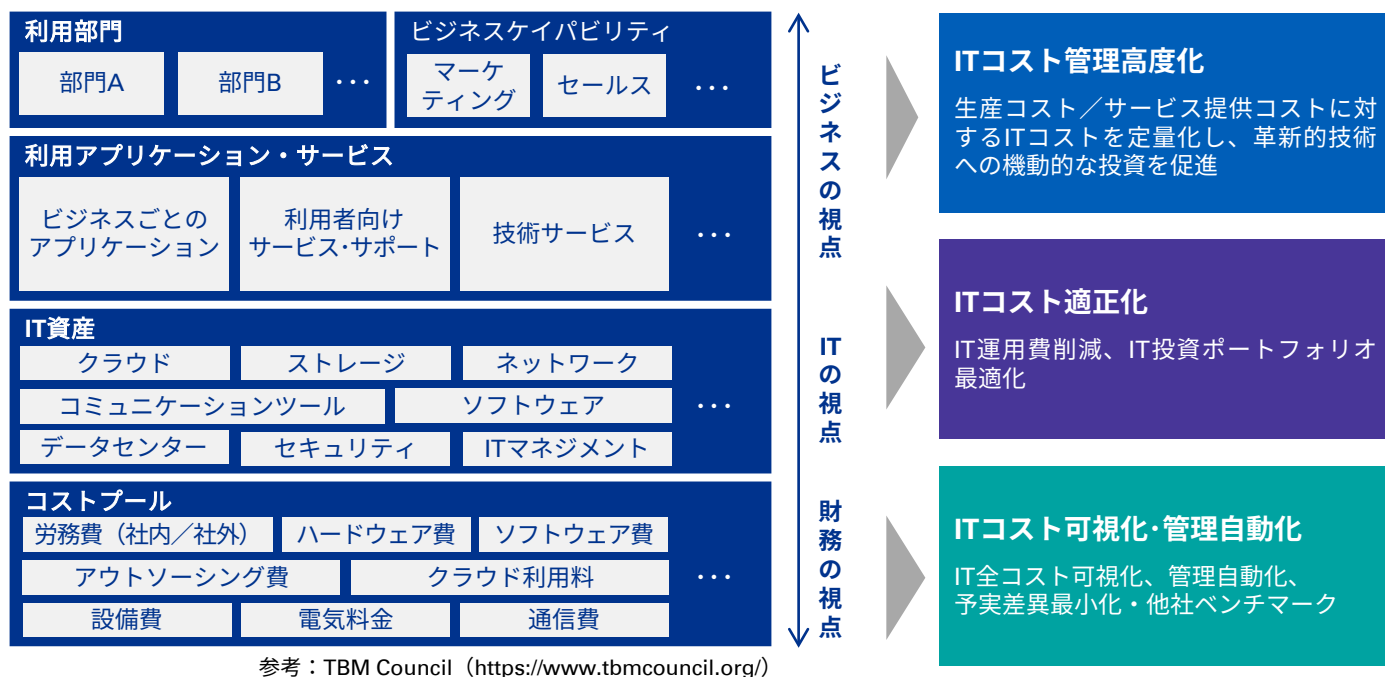 利用部門
部門A
部門B
･･･
ビジネスケイパビリティ
マーケ
ティング
セールス
･･･
利用アプリケーション・サービス
ビジネスごとの
アプリケーション
利用者向け
サービス･サポート
技術サービス
･･･
IT資産
クラウド
ストレージ
ネットワーク
コミュニケーションツール
ソフトウェア
･･･
データセンター
セキュリティ
ITマネジメント
コストプール
労務費（社内／社外）
ハードウェア費
ソフトウェア費
アウトソーシング費
クラウド利用料
･･･
設備費
電気料金
通信費
参考：TBM Council（https://www.tbmcouncil.org/）
ビジネスの視点
ITの視点
財務の視点
ITコスト管理高度化
生産コスト／サービス提供コストに対
するITコストを定量化し、革新的技術
への機動的な投資を促進
ITコスト適正化
IT運用費削減、IT投資ポートフォリオ
最適化
ITコスト可視化･管理自動化
IT全コスト可視化、管理自動化、
予実差異最小化・他社ベンチマーク